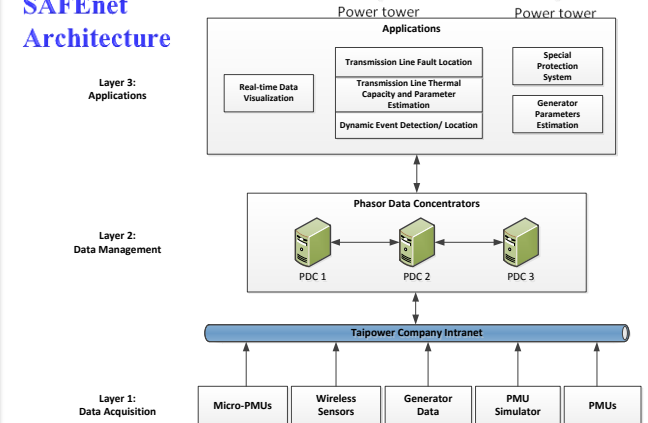 SAFEnet
Architecture
Power tower
Power tower
Applications
Layer 3:
Applications
Real-time Data
Visualization
Transmission Line Fault Location
Transmission Line Thermal
Capacity and Parameter
Estimation
Dynamic Event Detection/ Location
Special
Protection
System
Generator
Parameters
Estimation
Layer 2:
Data Management
Phasor Data Concentrators
PDC 1
PDC 2
PDC 3
Taipower Company Intranet
Layer 1:
Data Acquisition
Micro-PMUs
Wireless
Sensors
Generator
Data
PMU
Simulator
PMUs